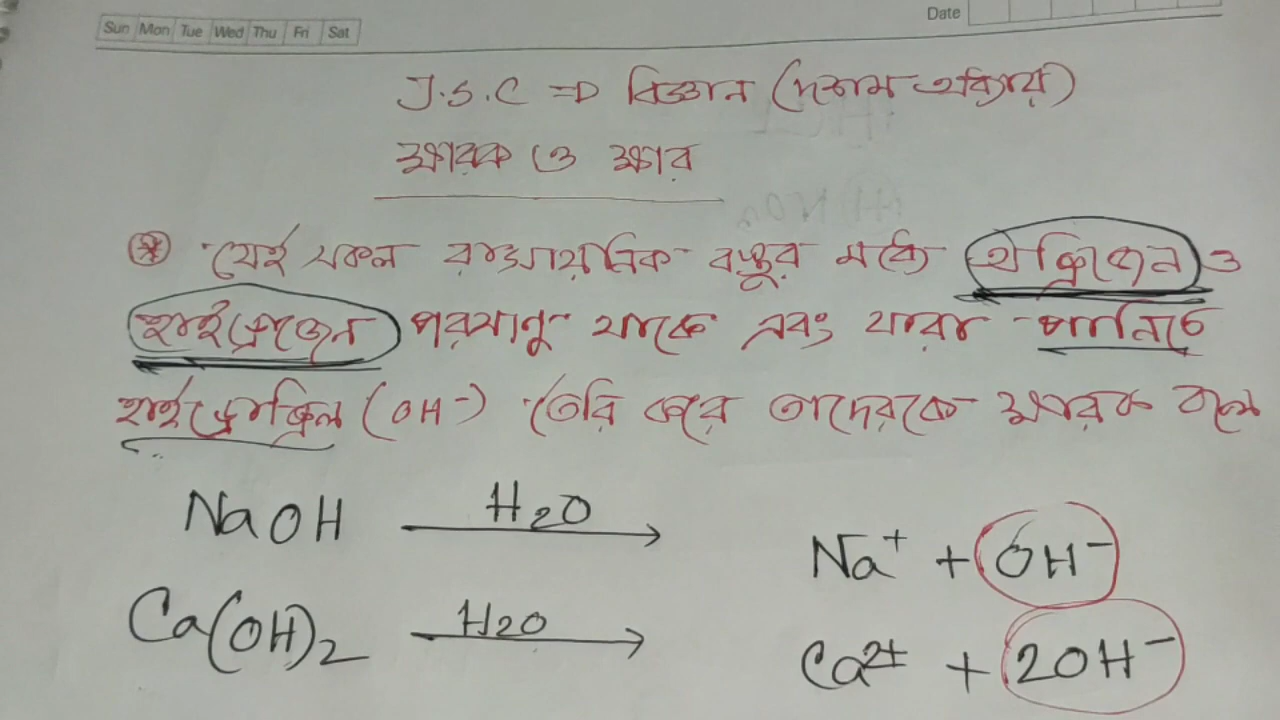 Sun Mon Tue Wed Thu Fri Sat
Date
J.S.C => বিজ্ঞান (দশম অধ্যায়)
ক্ষারক ও ক্ষার
* যেই সকল রাসায়নিক বস্তুর মধ্যে অক্সিজেন ও
হাইড্রোজেন পরমাণু থাকে এবং যারা পানিতে
হাইড্রোক্সিল (OH⁻) তৈরি করে তাদেরকে ক্ষারক বলে
NaOH —H₂O→ Na⁺ + OH⁻
Ca(OH)₂ —H₂O→ Ca²⁺ + 2OH⁻